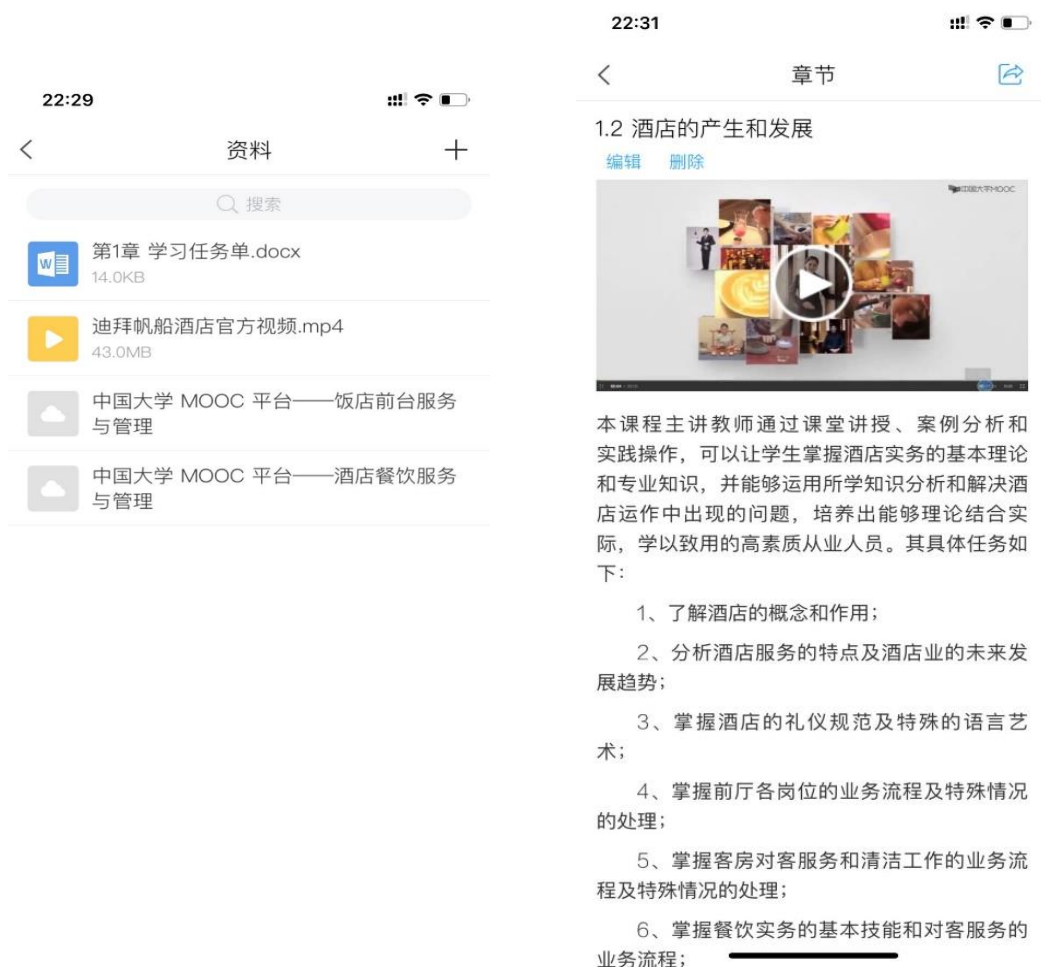 22:29
资料
搜索
第1章 学习任务单.docx
14.0KB
迪拜帆船酒店官方视频.mp4
43.0MB
中国大学 MOOC 平台——饭店前台服务
与管理
中国大学 MOOC 平台——酒店餐饮服务
与管理
22:31
章节
1.2 酒店的产生和发展
编辑 删除
中国大学MOOC
本课程主讲教师通过课堂讲授、案例分析和
实践操作，可以让学生掌握酒店实务的基本理论
和专业知识，并能够运用所学知识分析和解决酒
店运作中出现的问题，培养出能够理论结合实
际，学以致用的高素质从业人员。其具体任务如
下：
1、了解酒店的概念和作用；
2、分析酒店服务的特点及酒店业的未来发
展趋势；
3、掌握酒店的礼仪规范及特殊的语言艺
术；
4、掌握前厅各岗位的业务流程及特殊情况
的处理；
5、掌握客房对客服务和清洁工作的业务流
程及特殊情况的处理；
6、掌握餐饮实务的基本技能和对客服务的
业务流程；